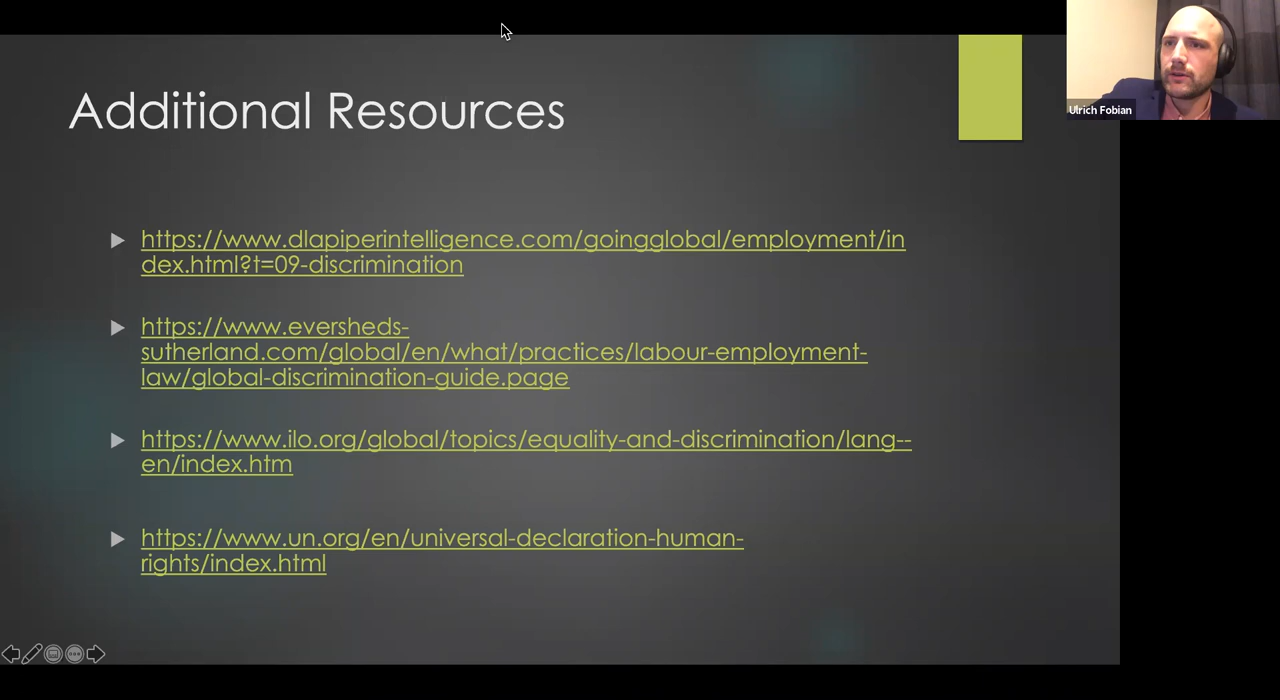 Additional Resources
Ulrich Fobian
https://www.dlapiperintelligence.com/goingglobal/employment/in
dex.html?t=09-discrimination
https://www.eversheds-
sutherland.com/global/en/what/practices/labour-employment-
law/global-discrimination-guide.page
https://www.ilo.org/global/topics/equality-and-discrimination/lang--
en/index.htm
https://www.un.org/en/universal-declaration-human-
rights/index.html